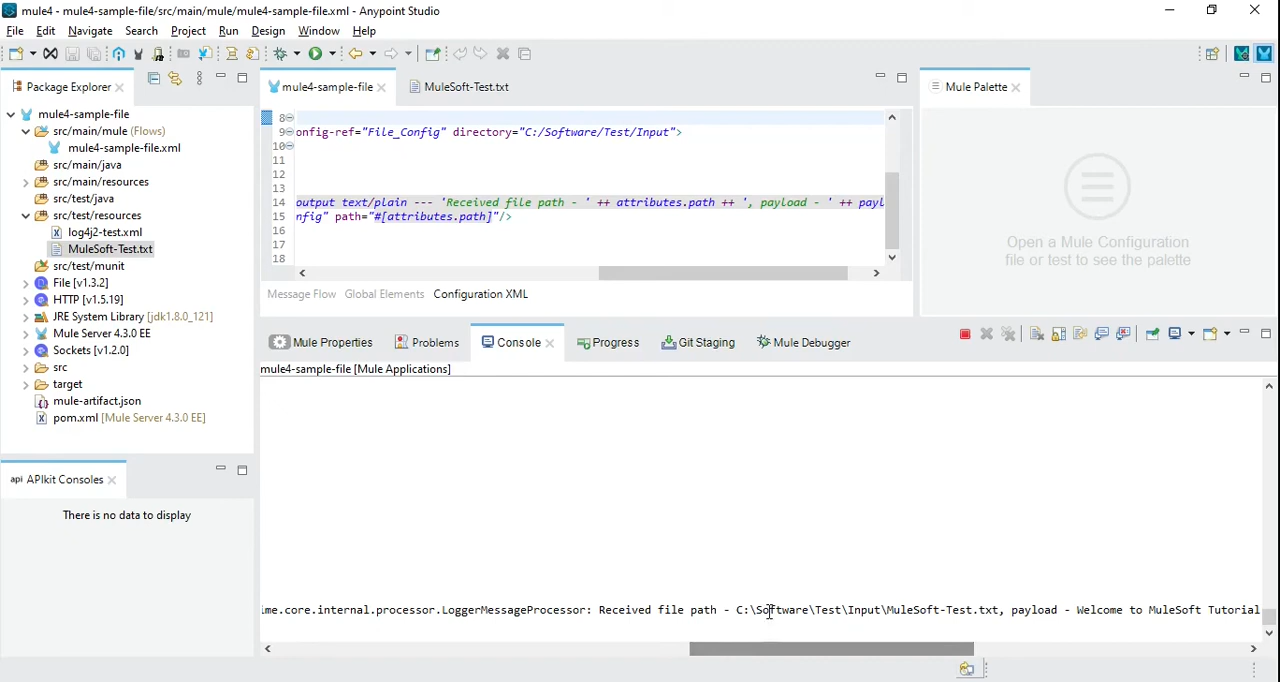 mule4 - mule4-sample-file/src/main/mule/mule4-sample-file.xml - Anypoint Studio
File Edit Navigate Search Project Run Design Window Help
Package Explorer
mule4-sample-file
src/main/mule (Flows)
mule4-sample-file.xml
src/main/java
src/main/resources
src/test/java
src/test/resources
log4j2-test.xml
MuleSoft-Test.txt
src/test/munit
File [v1.3.2]
HTTP [v1.5.19]
JRE System Library [jdk1.8.0_121]
Mule Server 4.3.0 EE
Sockets [v1.2.0]
src
target
mule-artifact.json
pom.xml [Mule Server 4.3.0 EE]
API APIkit Consoles
There is no data to display
mule4-sample-file MuleSoft-Test.txt
8
9 onfig-ref="File_Config" directory="C:/Software/Test/Input">
10
11
12
13
14 output text/plain --- 'Received file path - ' ++ attributes.path ++ ', payload - ' ++ payl
15 nfig" path="#[attributes.path]"/>
16
17
18
Message Flow Global Elements Configuration XML
Mule Palette
Open a Mule Configuration
file or test to see the palette
Mule Properties Problems Console Progress Git Staging Mule Debugger
mule4-sample-file [Mule Applications]
ime.core.internal.processor.LoggerMessageProcessor: Received file path - C:\Software\Test\Input\MuleSoft-Test.txt, payload - Welcome to MuleSoft Tutorial